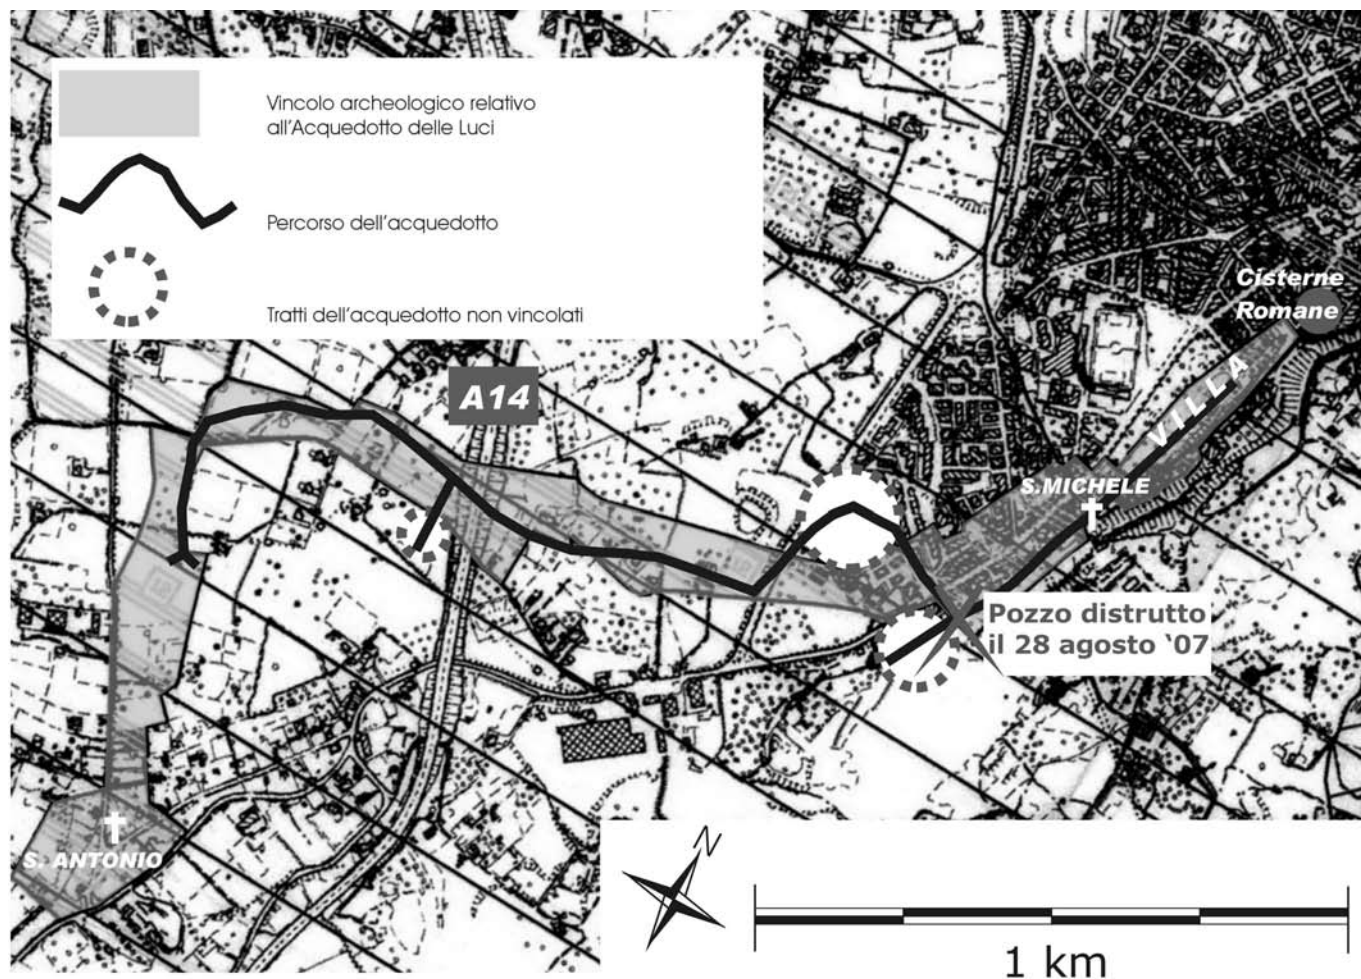 Vincolo archeologico relativo
all'Acquedotto delle Luci
Percorso dell'acquedotto
Tratti dell'acquedotto non vincolati
Cisterne
Romane
A14
VILLA
S.MICHELE
Pozzo distrutto
il 28 agosto ‘07
S. ANTONIO
N
1 km